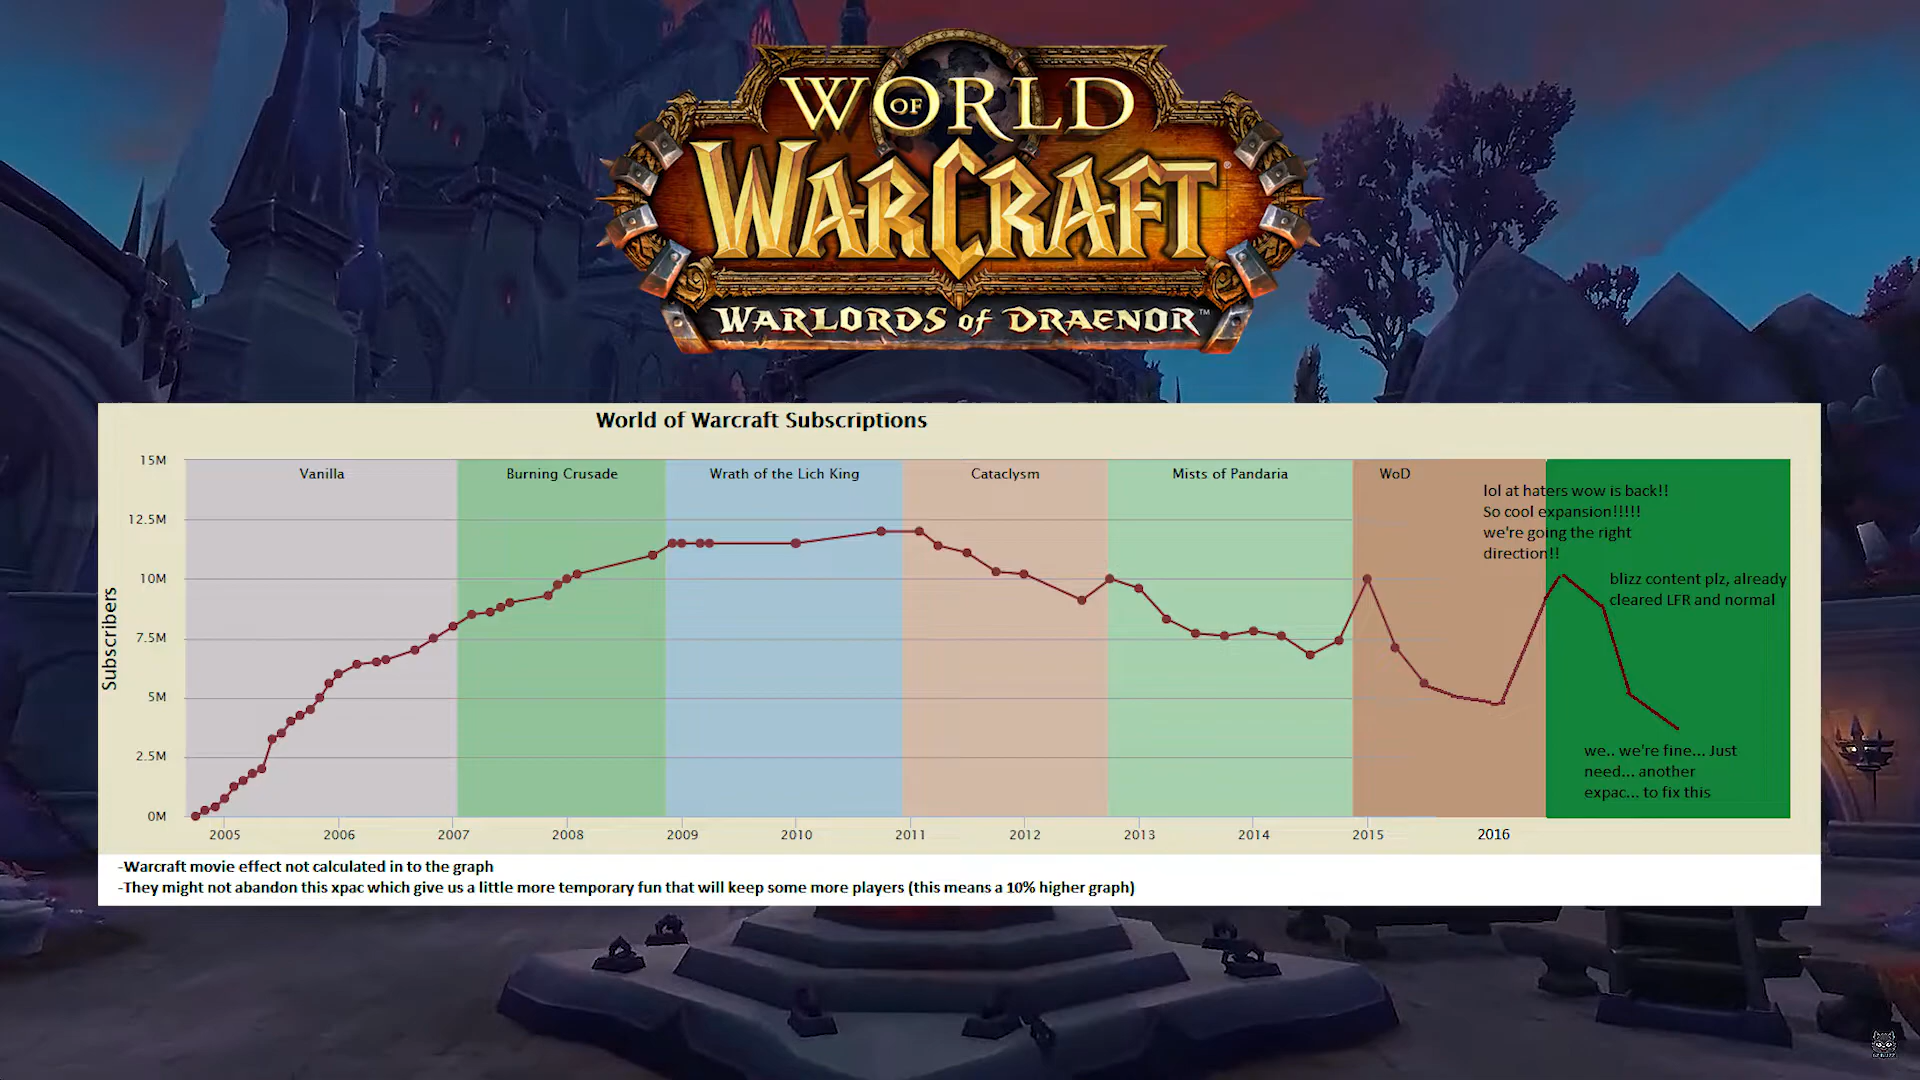 WORLD
OF
WARCRAFT®
WARLORDS OF DRAENOR™
World of Warcraft Subscriptions
15M
12.5M
10M
7.5M
5M
2.5M
0M
Subscribers
Vanilla
Burning Crusade
Wrath of the Lich King
Cataclysm
Mists of Pandaria
WoD
lol at haters wow is back!!
So cool expansion!!!!!
we're going the right
direction!!
blizz content plz, already
cleared LFR and normal
we.. we're fine... Just
need... another
expac... to fix this
2005 2006 2007 2008 2009 2010 2011 2012 2013 2014 2015 2016
-Warcraft movie effect not calculated in to the graph
-They might not abandon this xpac which give us a little more temporary fun that will keep some more players (this means a 10% higher graph)